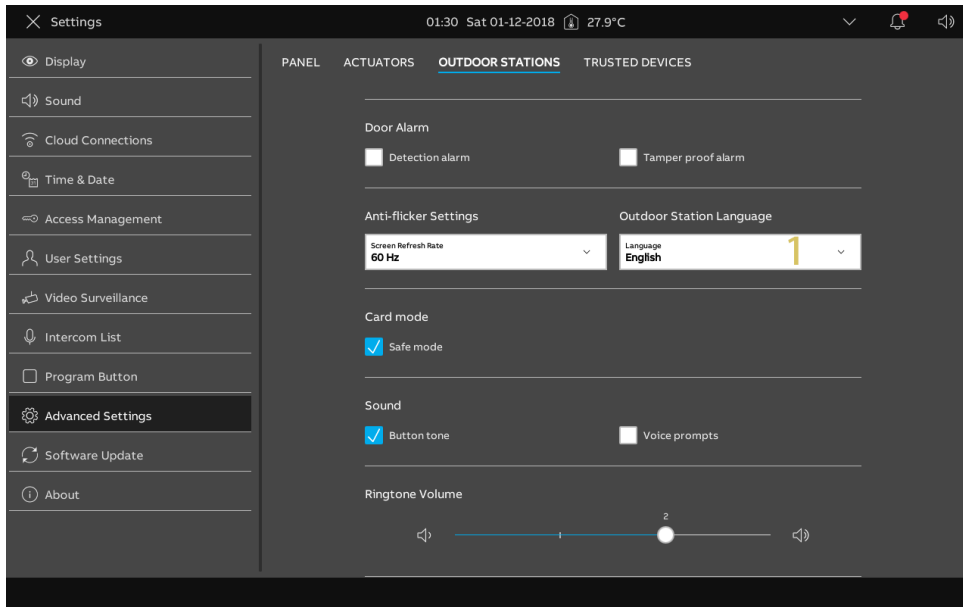 Settings
01:30 Sat 01-12-2018 27.9°C
Display
Sound
Cloud Connections
Time & Date
Access Management
User Settings
Video Surveillance
Intercom List
Program Button
Advanced Settings
Software Update
About
PANEL ACTUATORS OUTDOOR STATIONS TRUSTED DEVICES
Door Alarm
Detection alarm Tamper proof alarm
Anti-flicker Settings Outdoor Station Language
Screen Refresh Rate
60 Hz
Language
English
1
Card mode
Safe mode
Sound
Button tone Voice prompts
Ringtone Volume
2